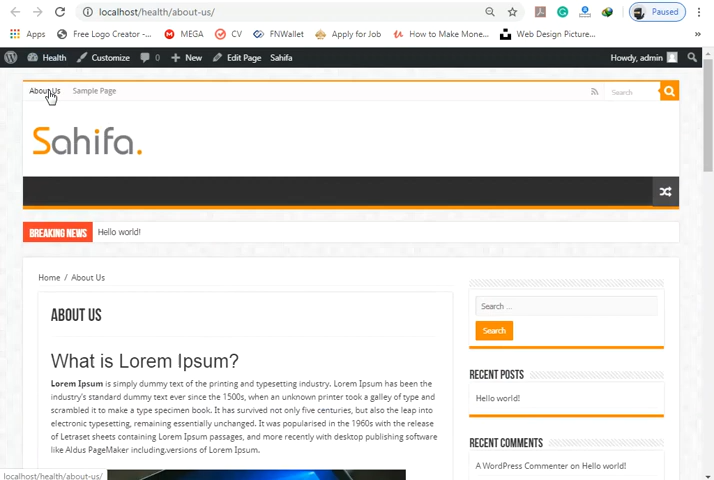 localhost/health/about-us/
Paused
Apps
Free Logo Creator -...
MEGA
CV
FNWallet
Apply for Job
How to Make Mone...
Web Design Picture...
Health
Customize
0
New
Edit Page
Sahifa
Howdy, admin
About Us
Sample Page
Search
Sahifa.
BREAKING NEWS
Hello world!
Home / About Us
ABOUT US
What is Lorem Ipsum?
Lorem Ipsum is simply dummy text of the printing and typesetting industry. Lorem Ipsum has been the
industry's standard dummy text ever since the 1500s, when an unknown printer took a galley of type and
scrambled it to make a type specimen book. It has survived not only five centuries, but also the leap into
electronic typesetting, remaining essentially unchanged. It was popularised in the 1960s with the release
of Letraset sheets containing Lorem Ipsum passages, and more recently with desktop publishing software
like Aldus PageMaker including.versions of Lorem Ipsum.
Search ...
Search
RECENT POSTS
Hello world!
RECENT COMMENTS
A WordPress Commenter on Hello world!
localhost/health/about-us/